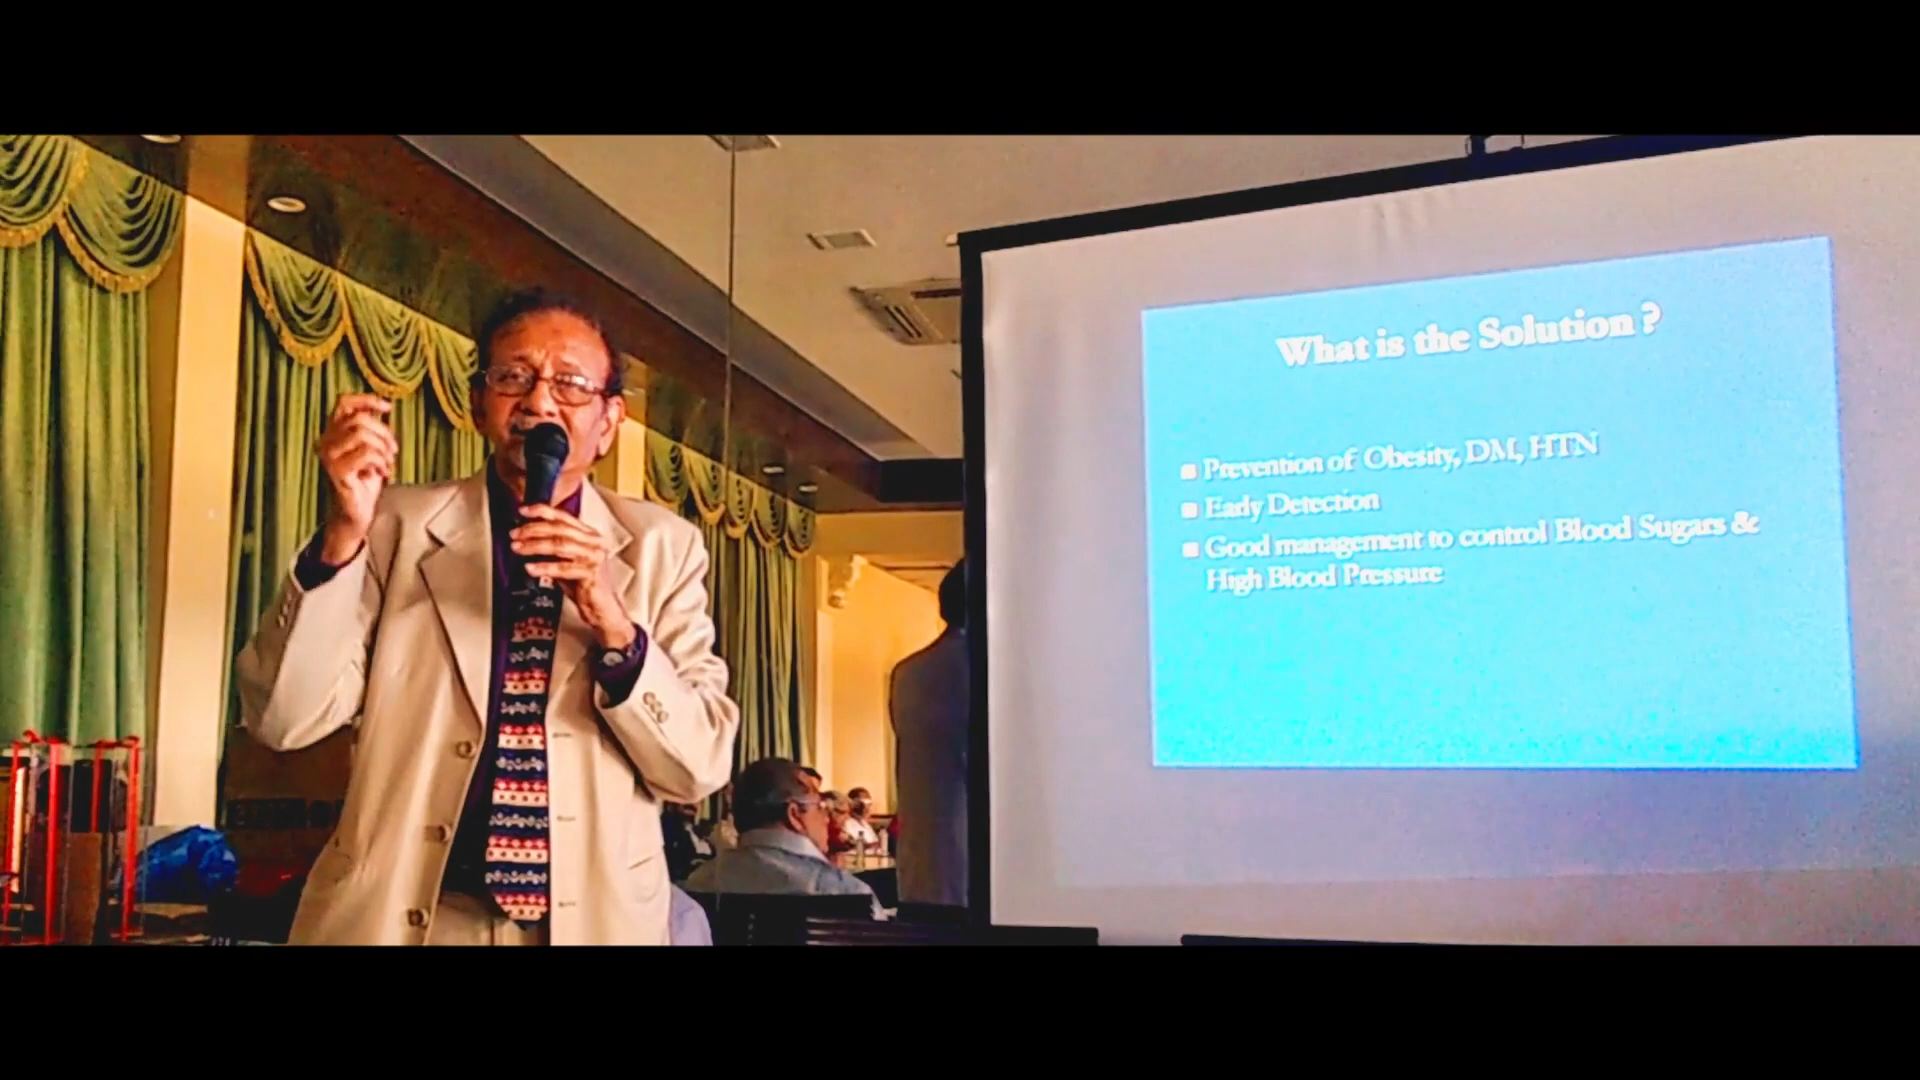 What is the Solution ?
Prevention of Obesity, DM, HTN
Early Detection
Good management to control Blood Sugars &
High Blood Pressure